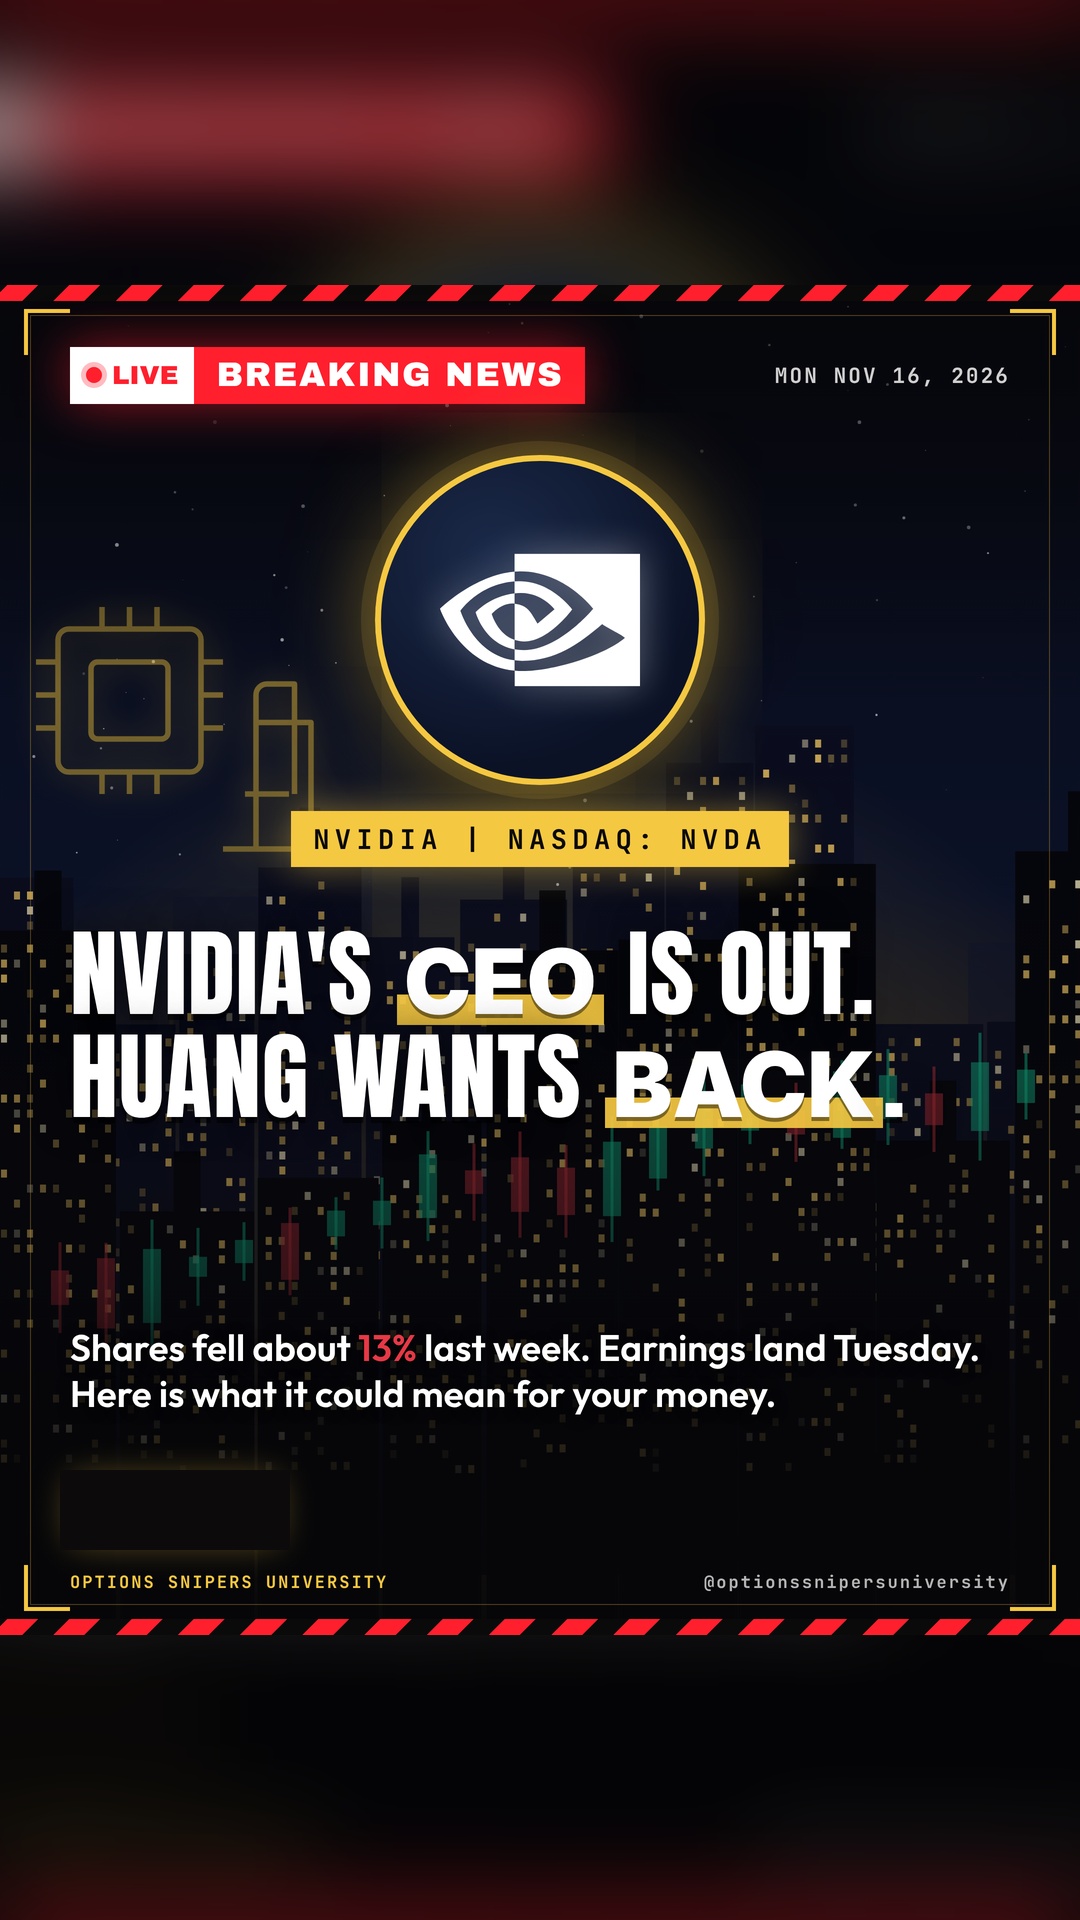 LIVE BREAKING NEWS
MON NOV 16, 2026
NVIDIA | NASDAQ: NVDA
NVIDIA'S CEO IS OUT.
HUANG WANTS BACK.
Shares fell about 13% last week. Earnings land Tuesday.
Here is what it could mean for your money.
OPTIONS SNIPERS UNIVERSITY
@optionssnipersuniversity